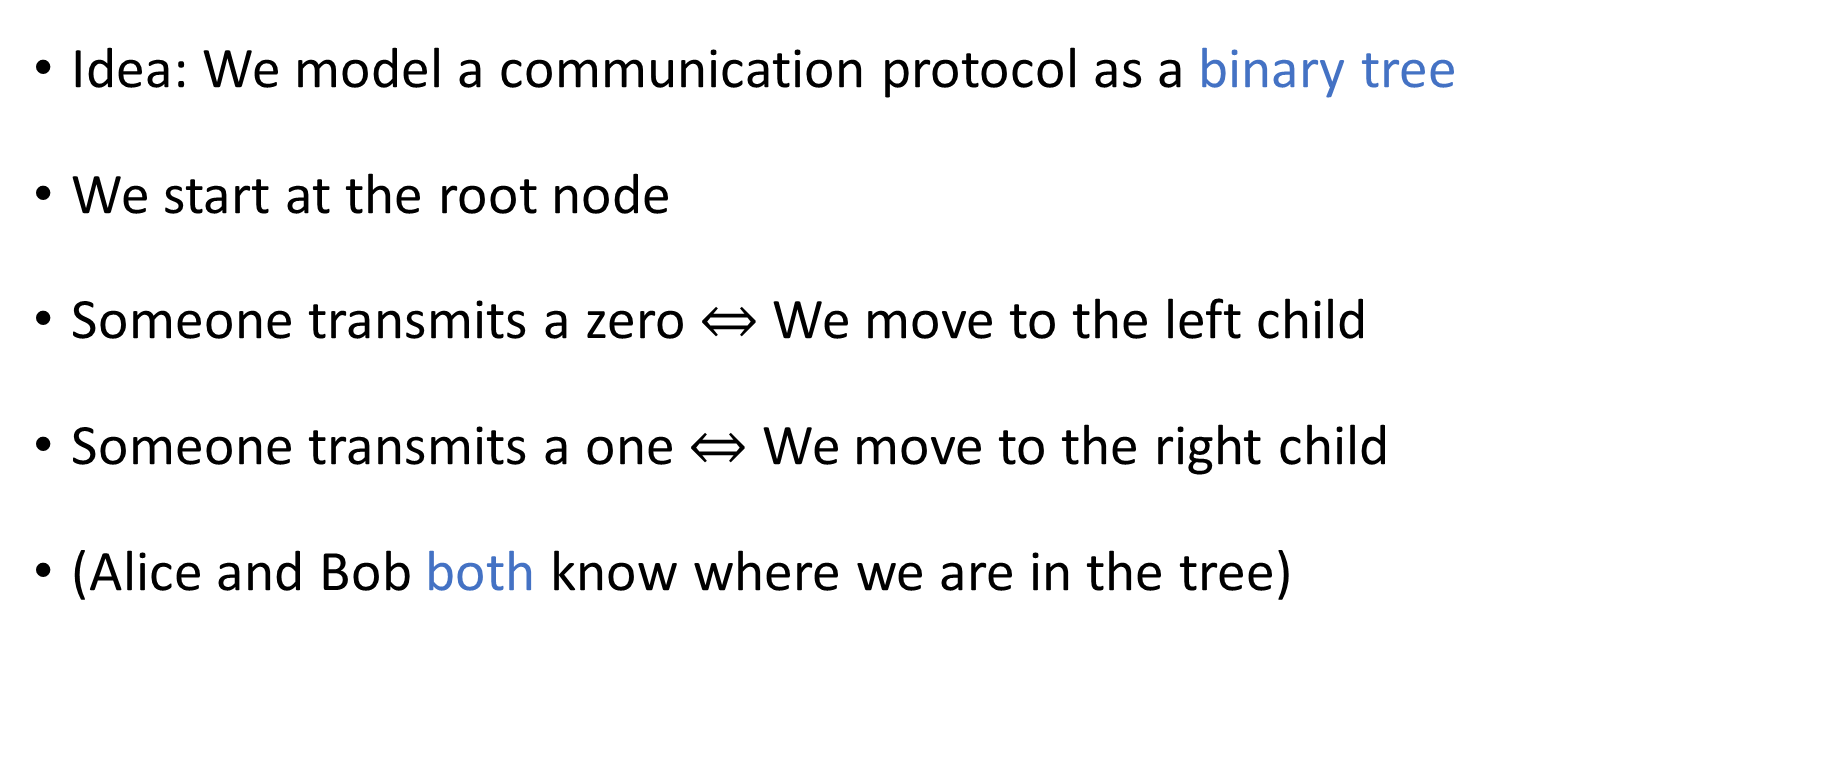 • Idea: We model a communication protocol as a binary tree
• We start at the root node
• Someone transmits a zero ⇔ We move to the left child
• Someone transmits a one ⇔ We move to the right child
• (Alice and Bob both know where we are in the tree)